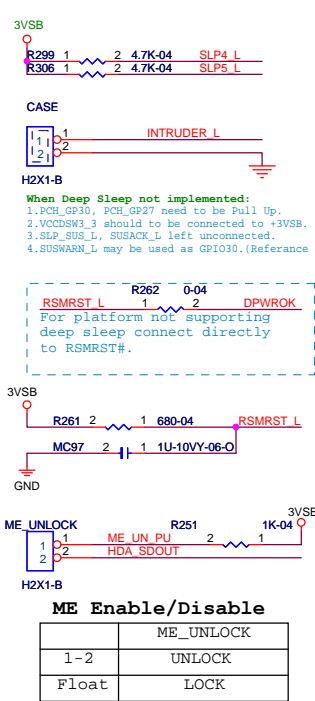 3VSB
R299 1 2 4.7K-04 SLP4_L
R306 1 2 4.7K-04 SLP5_L
CASE
1 1 INTRUDER_L
2 2
H2X1-B
When Deep Sleep not implemented:
1.PCH_GP30, PCH_GP27 need to be Pull Up.
2.VCCDSW3_3 should to be connected to +3VSB.
3.SLP_SUS_L, SUSACK_L left unconnected.
4.SUSWARN_L may be used as GPIO30.(Referance
R262 0-04
RSMRST_L 1 2 DPWROK
For platform not supporting
deep sleep connect directly
to RSMRST#.
3VSB
R261 2 1 680-04 RSMRST_L
MC97 2 1 1U-10VY-06-O
GND
3VSB
ME_UNLOCK R251 1K-04
1 1 ME_UN_PU 2 1
2 2 HDA_SDOUT
H2X1-B
ME Enable/Disable
ME_UNLOCK
1-2 UNLOCK
Float LOCK